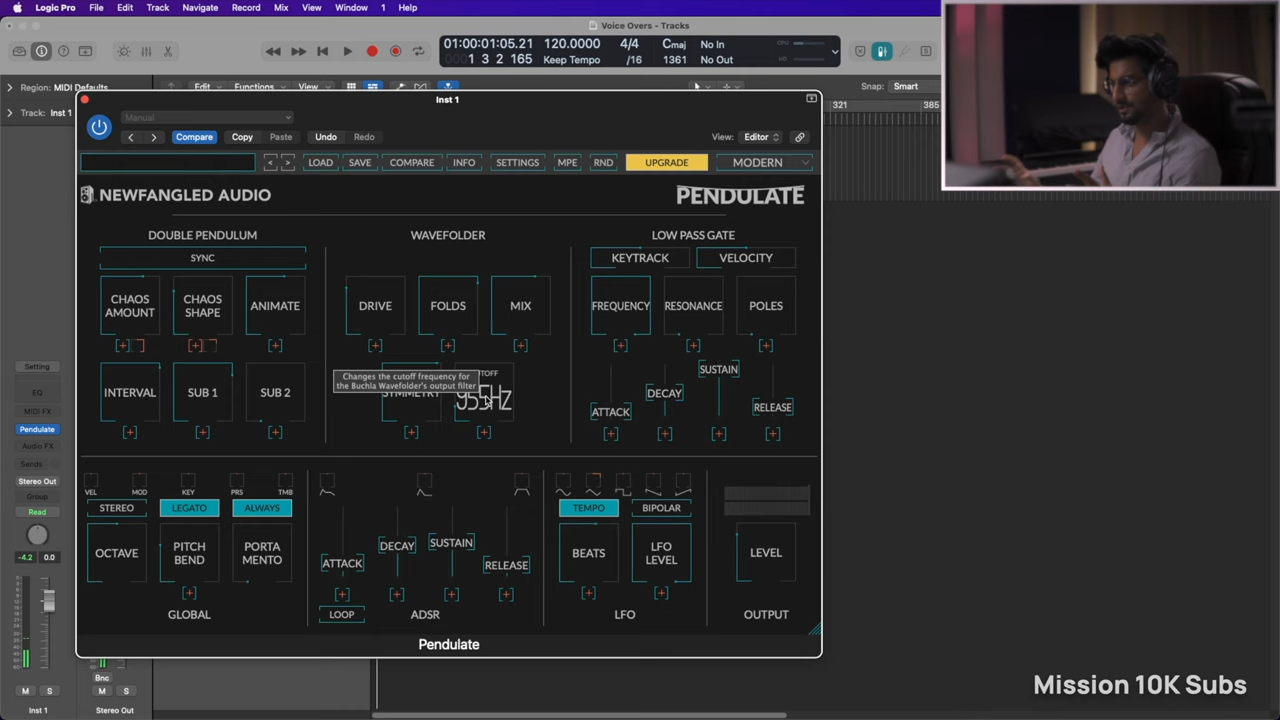 Logic Pro File Edit Track Navigate Record Mix View Window 1 Help
Voice Overs - Tracks
01:00:01:05.21 120.0000 4/4 Cmaj No In CPU
1 3 2 165 Keep Tempo /16 1361 No Out
Region: MIDI Defaults Edit Functions View Snap: Smart
Track: Inst 1 321 385
Inst 1
Manual
Compare Copy Paste Undo Redo View: Editor
< > LOAD SAVE COMPARE INFO SETTINGS MPE RND UPGRADE MODERN
NEWFANGLED AUDIO PENDULATE
DOUBLE PENDULUM WAVEFOLDER LOW PASS GATE
SYNC KEYTRACK VELOCITY
CHAOS AMOUNT CHAOS SHAPE ANIMATE DRIVE FOLDS MIX FREQUENCY RESONANCE POLES
INTERVAL SUB 1 SUB 2
Changes the cutoff frequency for
the Buchla Wavefolder's output filter
SYMMETRY 955Hz
ATTACK DECAY SUSTAIN RELEASE
VEL MOD KEY PRS TMB
STEREO LEGATO ALWAYS TEMPO BIPOLAR
OCTAVE PITCH BEND PORTA MENTO ATTACK DECAY SUSTAIN RELEASE BEATS LFO LEVEL LEVEL
GLOBAL LOOP ADSR LFO OUTPUT
Pendulate
Setting
EQ
MIDI FX
Pendulate
Audio FX
Sends
Stereo Out
Group
Read
-4.2 0.0
Bnc
M S M S
Inst 1 Stereo Out
Mission 10K Subs